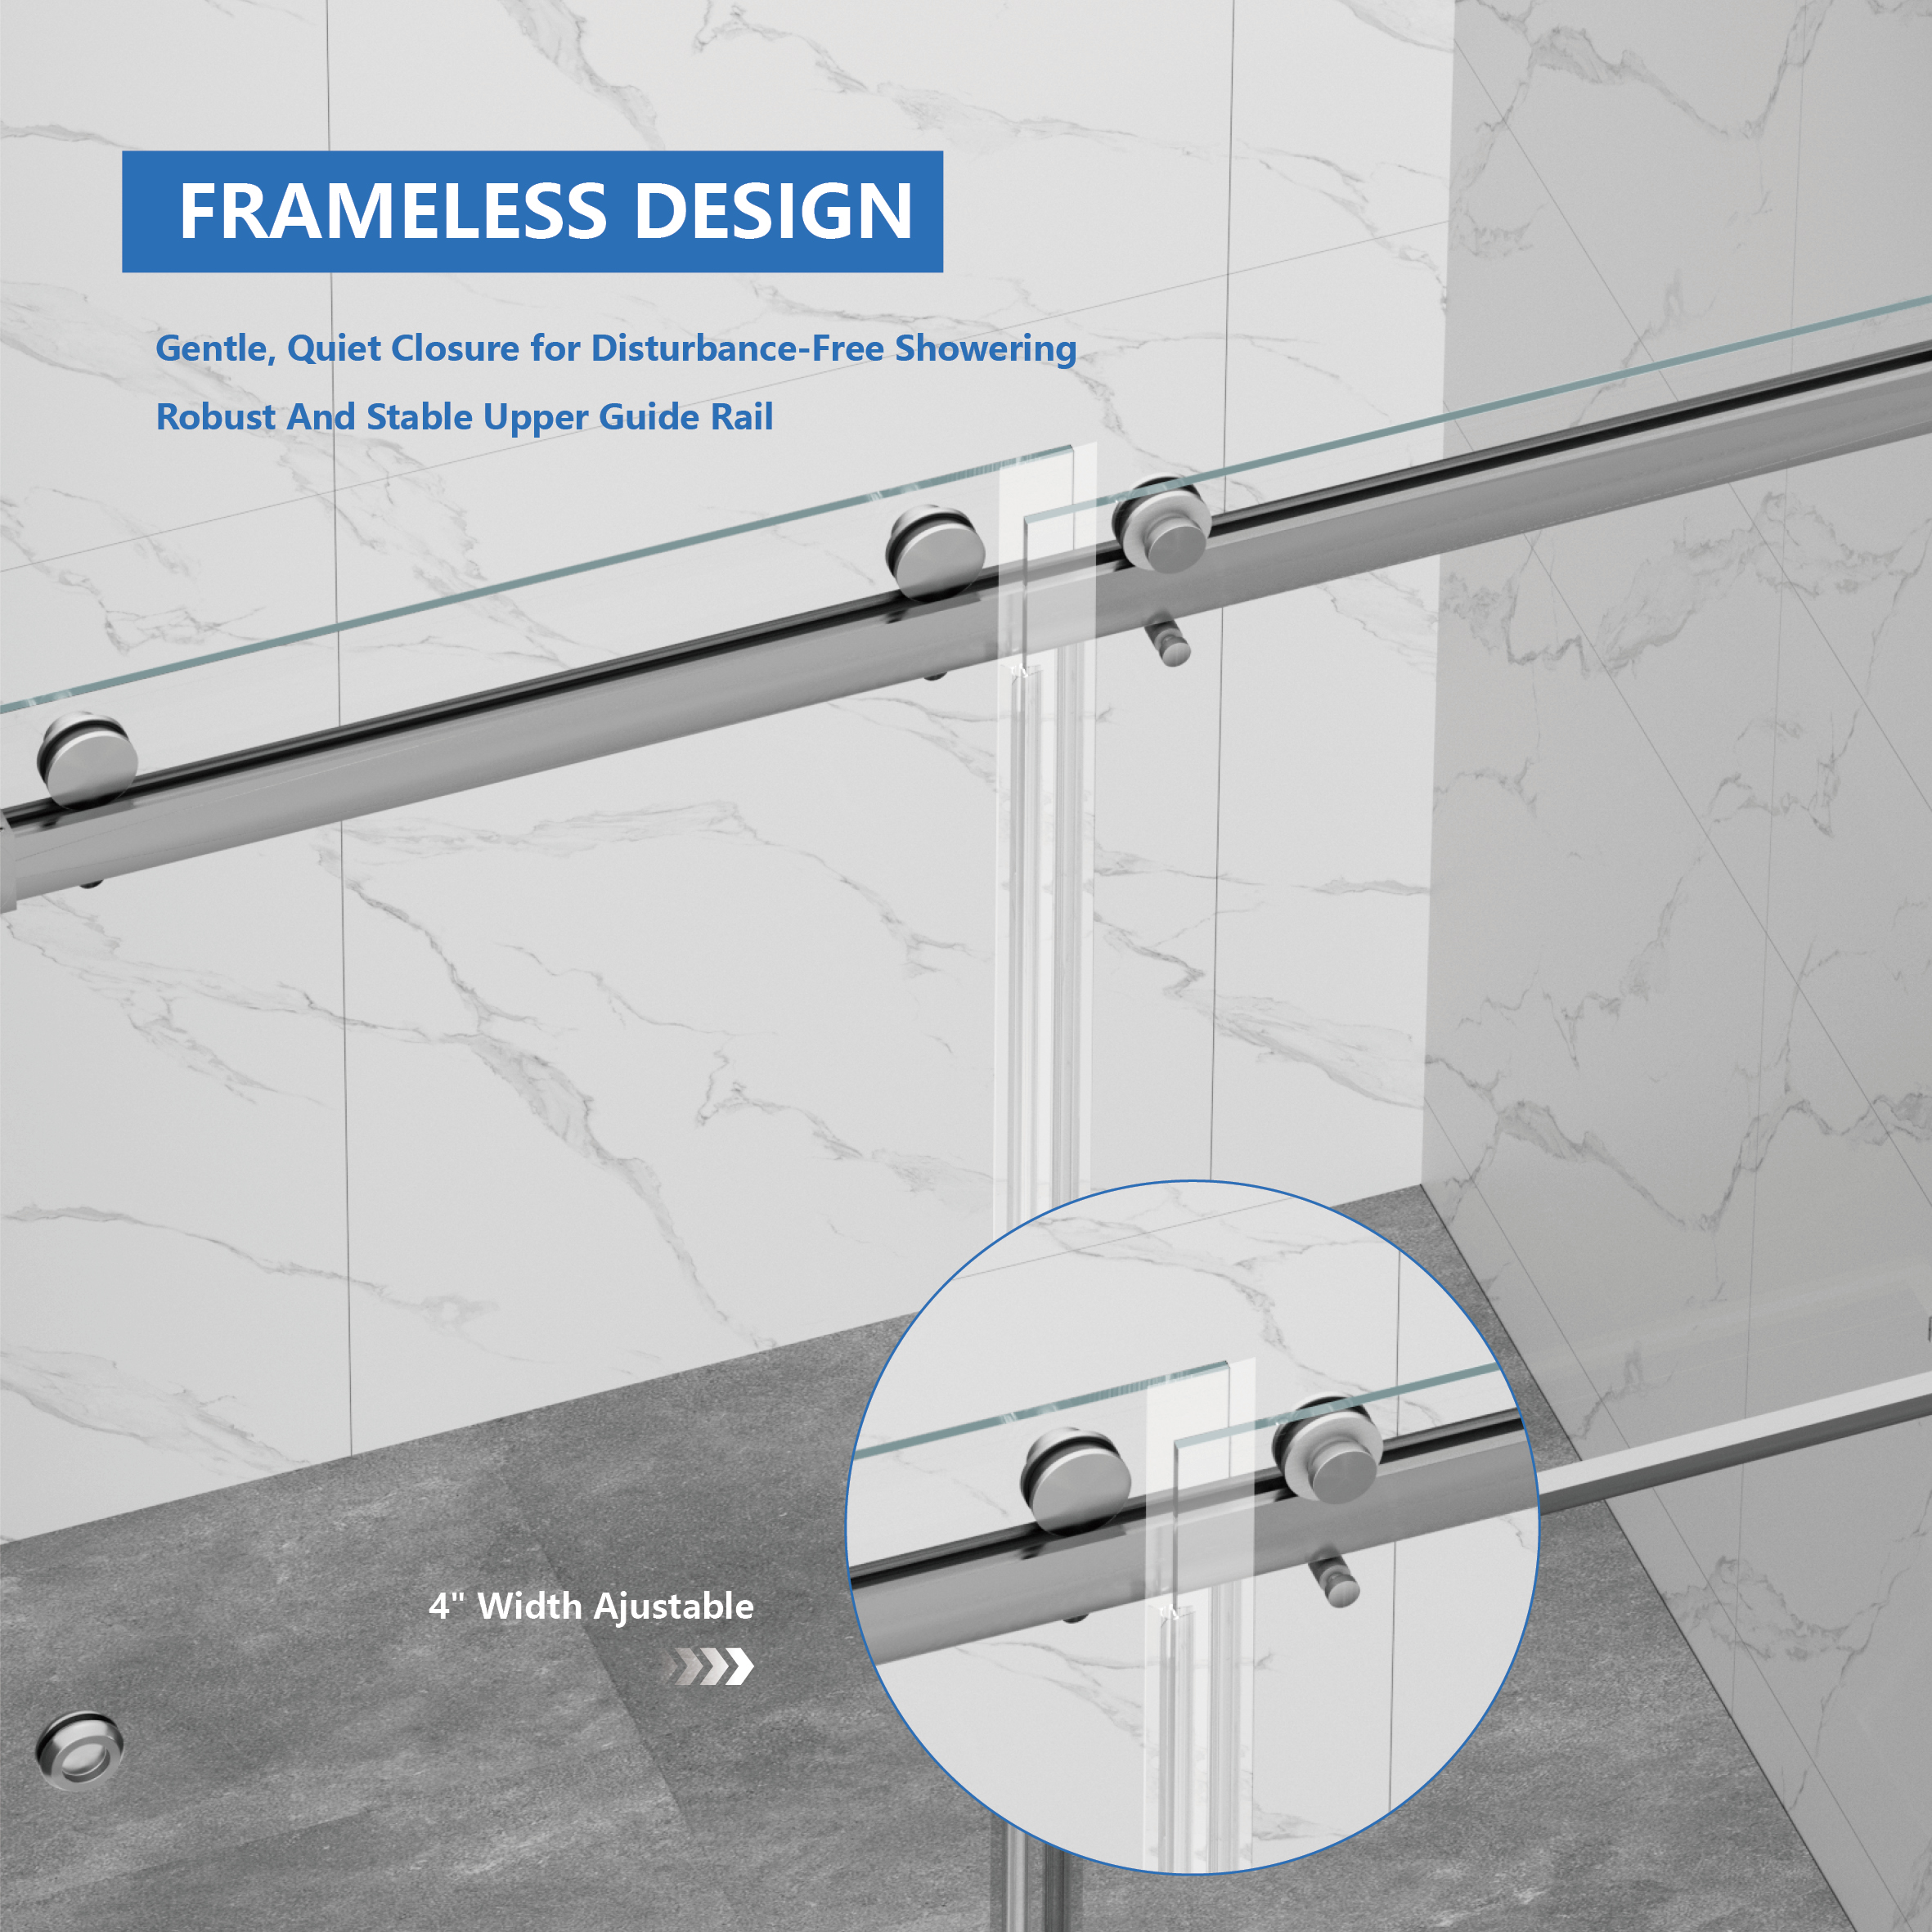 FRAMELESS DESIGN
Gentle, Quiet Closure for Disturbance-Free Showering
Robust And Stable Upper Guide Rail
4" Width Ajustable